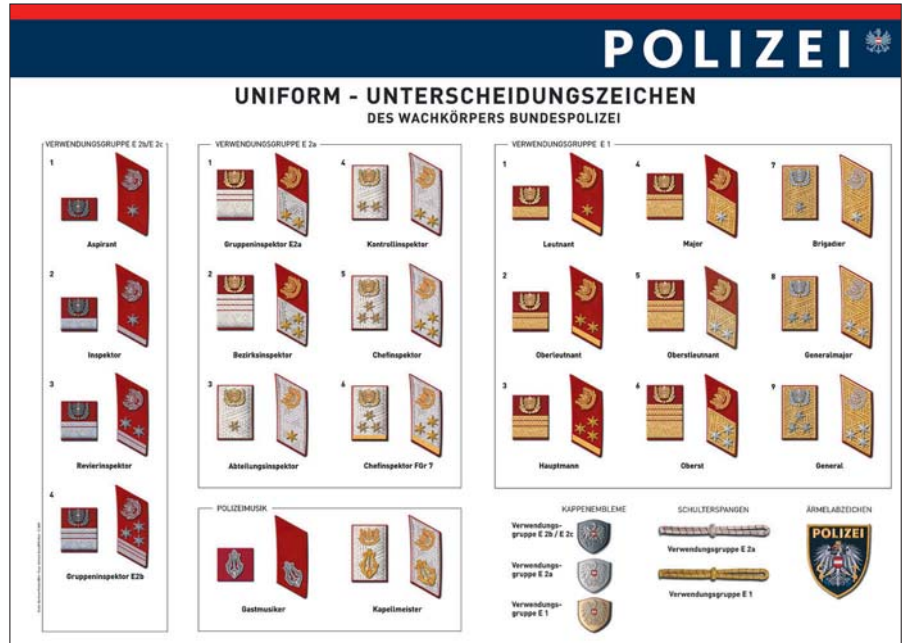 POLIZEI
UNIFORM - UNTERSCHEIDUNGSZEICHEN
DES WACHKÖRPERS BUNDESPOLIZEI
VERWENDUNGSGRUPPE E 2b/E 2c
1
Aspirant
2
Inspektor
3
Revierinspektor
4
Gruppeninspektor E2b
VERWENDUNGSGRUPPE E 2a
1
Gruppeninspektor E2a
2
Bezirksinspektor
3
Abteilungsinspektor
4
Kontrollinspektor
5
Chefinspektor
6
Chefinspektor FGr 7
VERWENDUNGSGRUPPE E 1
1
Leutnant
2
Oberleutnant
3
Hauptmann
4
Major
5
Oberstleutnant
6
Oberst
7
Brigadier
8
Generalmajor
9
General
POLIZEIMUSIK
Gastmusiker
Kapellmeister
KAPPENEMBLEME
Verwendungs-
gruppe E 2b / E 2c
Verwendungs-
gruppe E 2a
Verwendungs-
gruppe E 1
SCHULTERSPANGEN
Verwendungsgruppe E 2a
Verwendungsgruppe E 1
ÄRMELABZEICHEN
POLIZEI